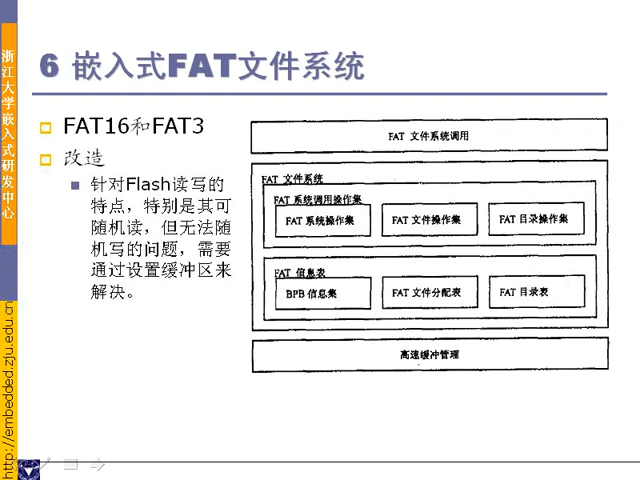 浙江大学嵌入式研发中心
http://embedded.zju.edu.cn
6 嵌入式FAT文件系统
FAT16和FAT3
改造
针对Flash读写的
特点，特别是其可
随机读，但无法随
机写的问题，需要
通过设置缓冲区来
解决。
FAT 文件系统调用
FAT 文件系统
FAT 系统调用操作集
FAT 系统操作集
FAT 文件操作集
FAT 目录操作集
FAT 信息表
BPB 信息集
FAT 文件分配表
FAT 目录表
高速缓冲管理